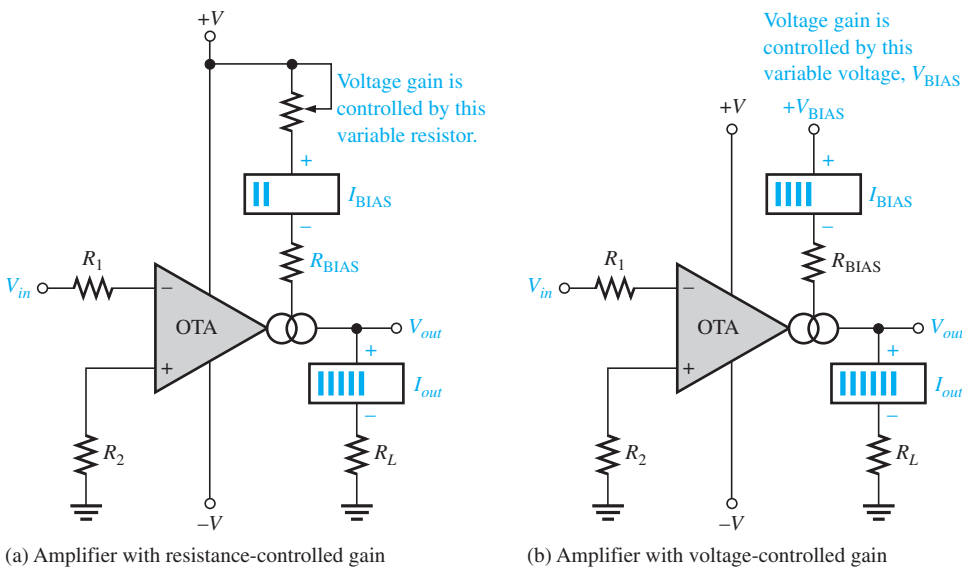 +V
Voltage gain is
controlled by this
variable resistor.
+
I_BIAS
−
R_BIAS
R_1
V_in
−
OTA
+
V_out
+
I_out
−
R_2
R_L
−V
(a) Amplifier with resistance-controlled gain
Voltage gain is
controlled by this
variable voltage, V_BIAS
+V
+V_BIAS
+
I_BIAS
−
R_BIAS
R_1
V_in
−
OTA
+
V_out
+
I_out
−
R_2
R_L
−V
(b) Amplifier with voltage-controlled gain